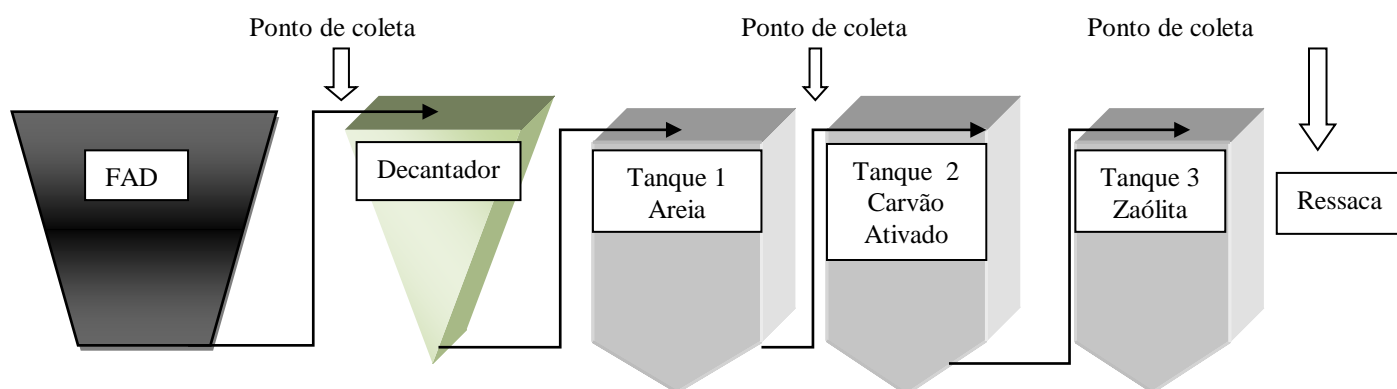 Ponto de coleta
Ponto de coleta
Ponto de coleta
FAD
Decantador
Tanque 1
Areia
Tanque 2
Carvão
Ativado
Tanque 3
Zaólita
Ressaca